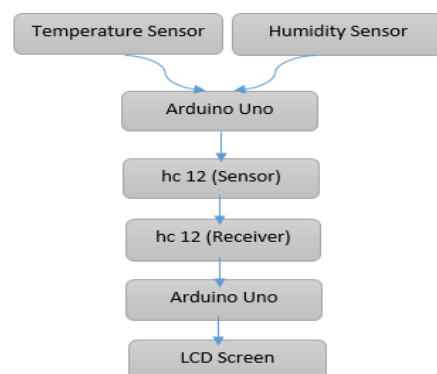 Temperature Sensor
Humidity Sensor
Arduino Uno
hc 12 (Sensor)
hc 12 (Receiver)
Arduino Uno
LCD Screen